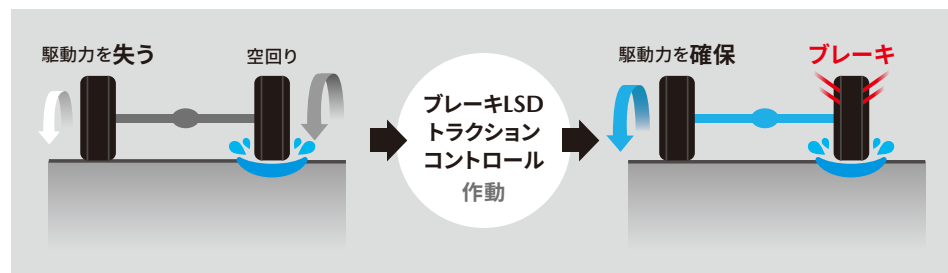 駆動力を失う
空回り
ブレーキLSD
トラクション
コントロール
作動
駆動力を確保
ブレーキ